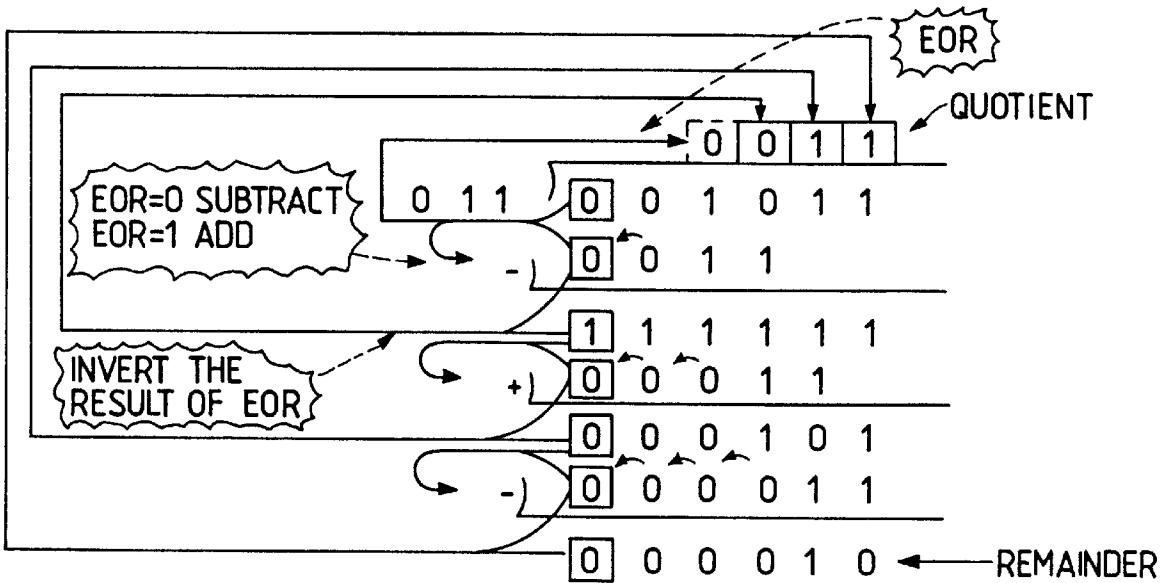 EOR
QUOTIENT
0 0 1 1
EOR=0 SUBTRACT
EOR=1 ADD
0 1 1
0 0 1 0 1 1
- 0 0 1 1
1 1 1 1 1 1
INVERT THE
RESULT OF EOR
+ 0 0 0 1 1
0 0 0 1 0 1
- 0 0 0 0 1 1
0 0 0 0 1 0
REMAINDER